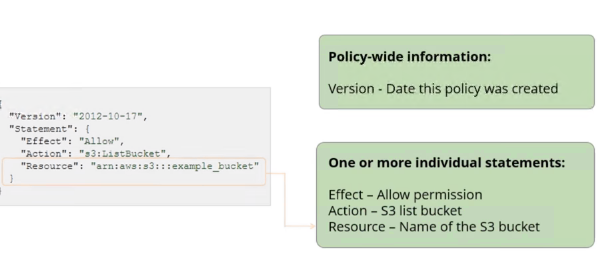 {
"Version": "2012-10-17",
"Statement": {
"Effect": "Allow",
"Action": "s3:ListBucket",
"Resource": "arn:aws:s3:::example_bucket"
}
}
Policy-wide information:
Version - Date this policy was created
One or more individual statements:
Effect – Allow permission
Action – S3 list bucket
Resource – Name of the S3 bucket